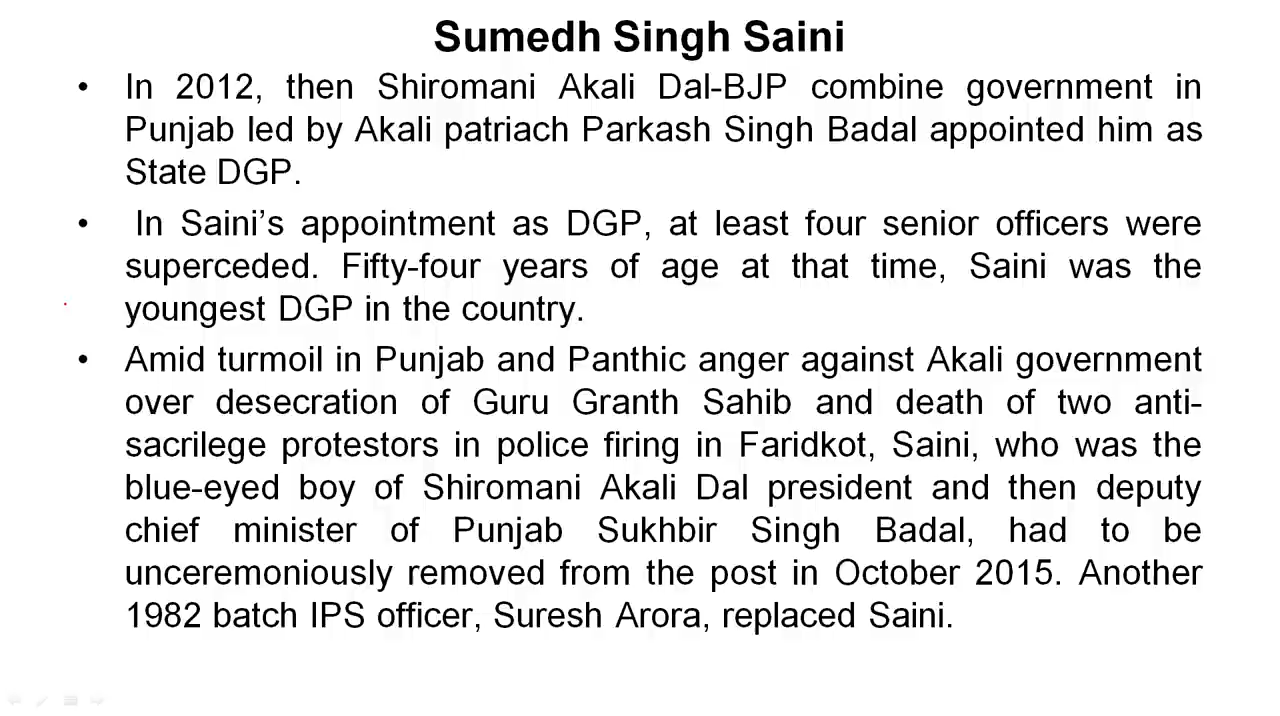 Sumedh Singh Saini
• In 2012, then Shiromani Akali Dal-BJP combine government in
Punjab led by Akali patriach Parkash Singh Badal appointed him as
State DGP.
• In Saini’s appointment as DGP, at least four senior officers were
superceded. Fifty-four years of age at that time, Saini was the
youngest DGP in the country.
• Amid turmoil in Punjab and Panthic anger against Akali government
over desecration of Guru Granth Sahib and death of two anti-
sacrilege protestors in police firing in Faridkot, Saini, who was the
blue-eyed boy of Shiromani Akali Dal president and then deputy
chief minister of Punjab Sukhbir Singh Badal, had to be
unceremoniously removed from the post in October 2015. Another
1982 batch IPS officer, Suresh Arora, replaced Saini.